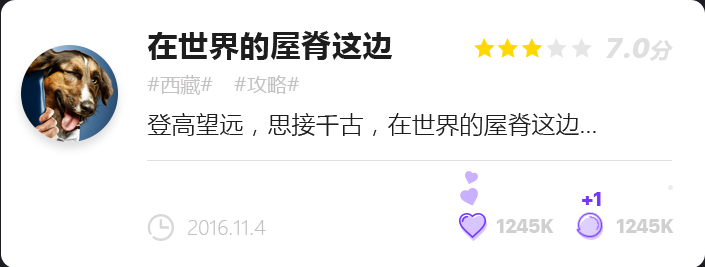 在世界的屋脊这边
7.0分
#西藏# #攻略#
登高望远，思接千古，在世界的屋脊这边...
+1
2016.11.4
1245K
1245K